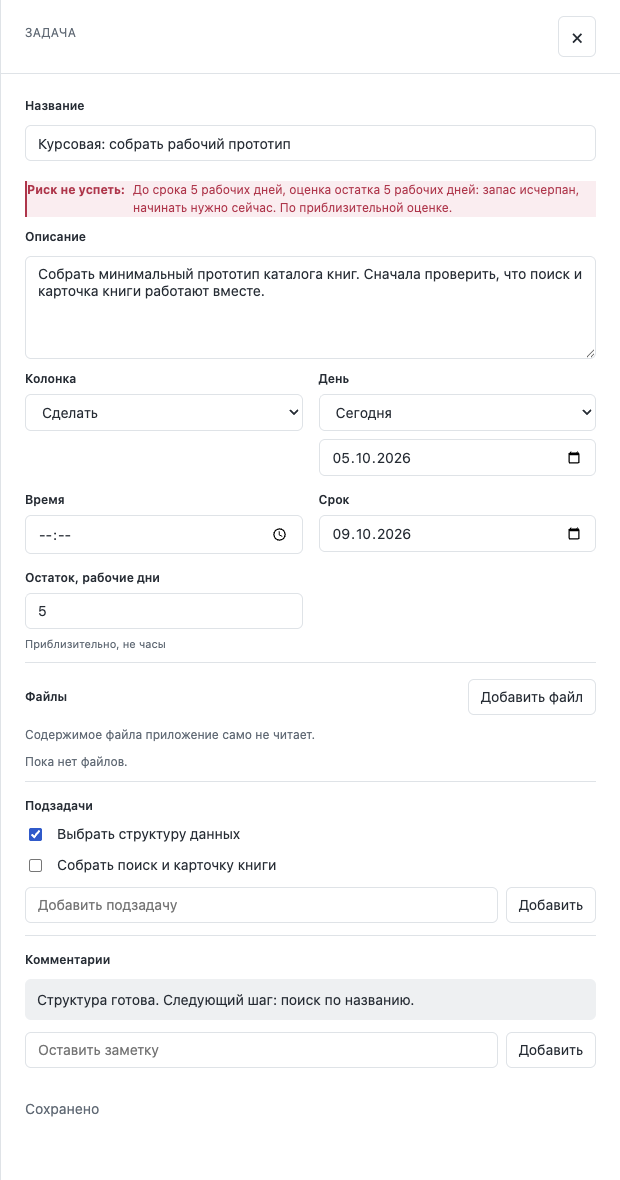 ЗАДАЧА
×
Название
Курсовая: собрать рабочий прототип
Риск не успеть: До срока 5 рабочих дней, оценка остатка 5 рабочих дней: запас исчерпан,
начинать нужно сейчас. По приблизительной оценке.
Описание
Собрать минимальный прототип каталога книг. Сначала проверить, что поиск и
карточка книги работают вместе.
Колонка
День
Сделать
Сегодня
05.10.2026
Время
Срок
--:--
09.10.2026
Остаток, рабочие дни
5
Приблизительно, не часы
Файлы
Добавить файл
Содержимое файла приложение само не читает.
Пока нет файлов.
Подзадачи
Выбрать структуру данных
Собрать поиск и карточку книги
Добавить подзадачу
Добавить
Комментарии
Структура готова. Следующий шаг: поиск по названию.
Оставить заметку
Добавить
Сохранено